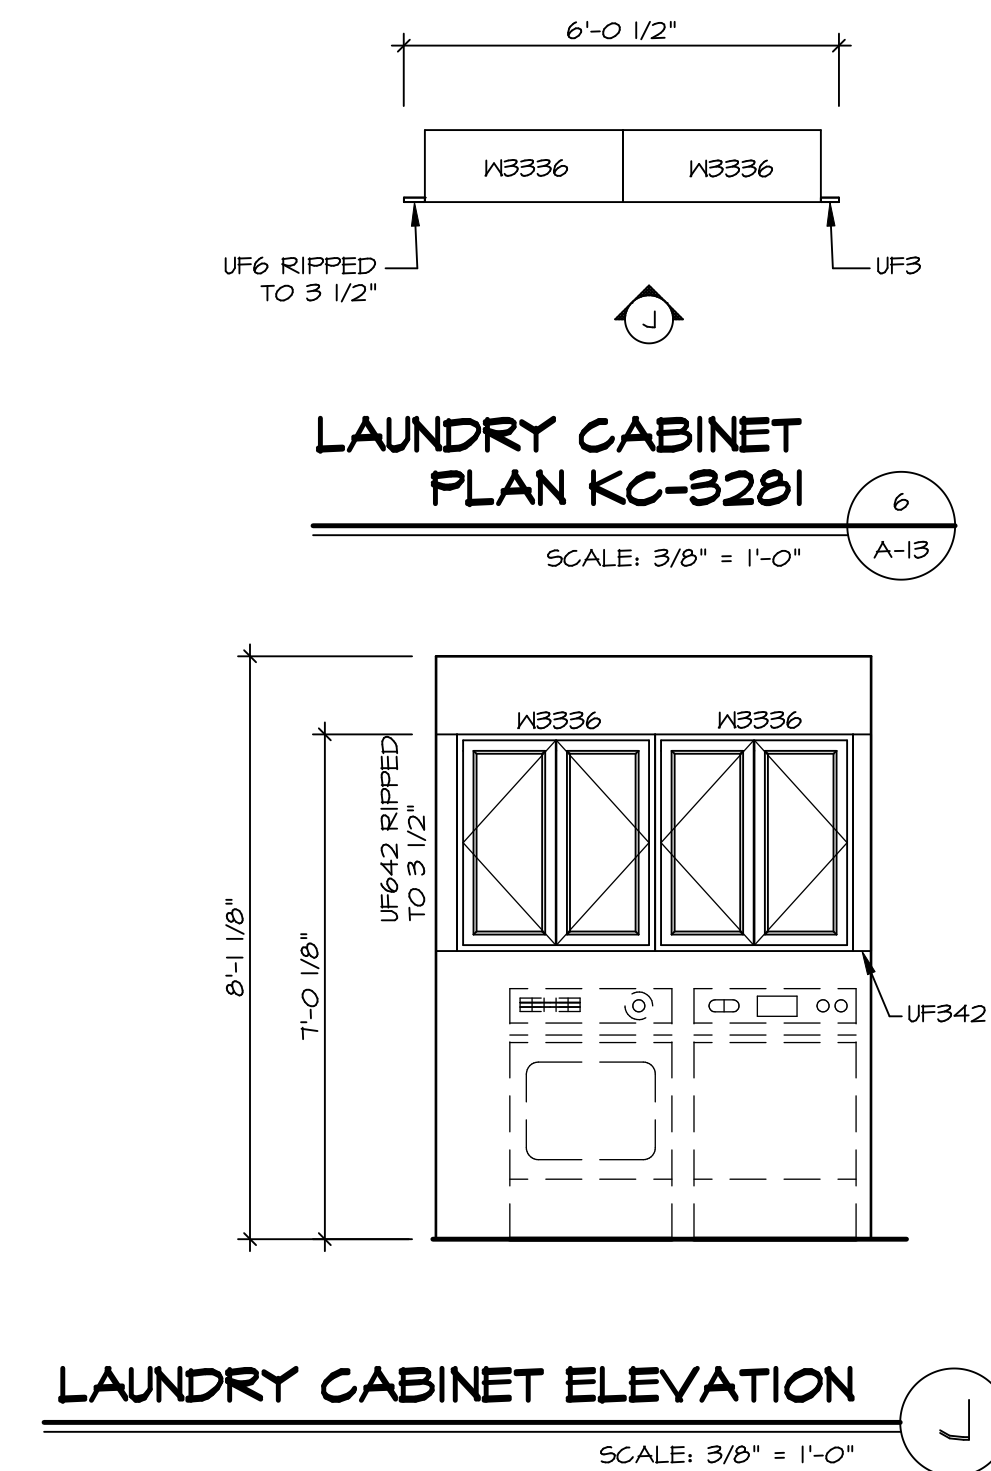 6'-0 1/2"
W3336
W3336
UF6 RIPPED
TO 3 1/2"
UF3
J
LAUNDRY CABINET
PLAN KC-3281
6
A-13
SCALE: 3/8" = 1'-0"
W3336
W3336
UF642 RIPPED
TO 3 1/2"
8'-1 1/8"
7'-0 1/8"
UF342
LAUNDRY CABINET ELEVATION
J
SCALE: 3/8" = 1'-0"